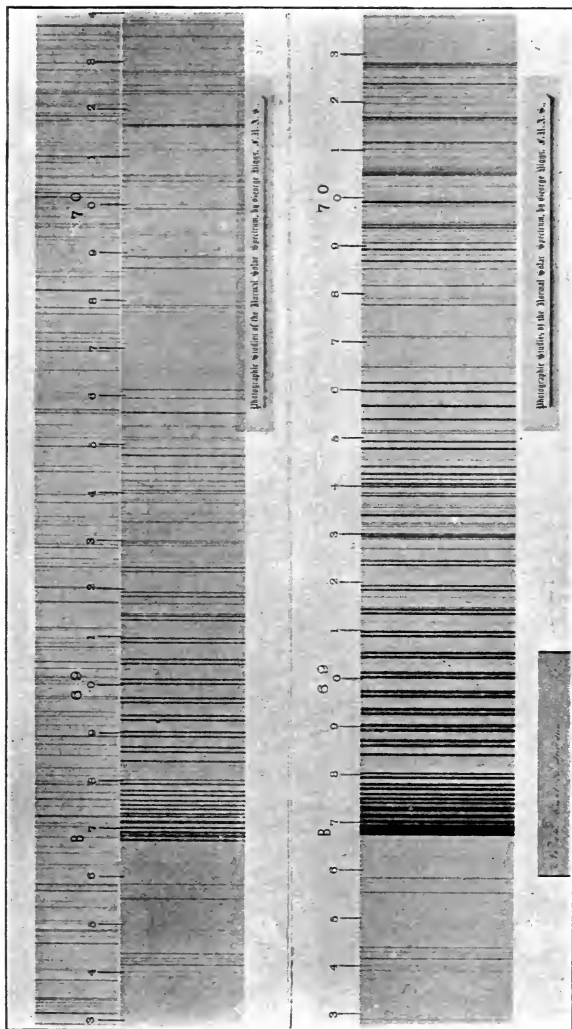 B 69 70
3 4 5 6 7 8 9 0 1 2 3 4 5 6 7 8 9 0 1 2 3 4
Photographic Studies of the Normal Solar Spectrum, by George Higgs, F.R.A.S.,
B 69 70
3 4 5 6 7 8 9 0 1 2 3 4 5 6 7 8 9 0 1 2 3
Photographic Studies of the Normal Solar Spectrum, by George Higgs, F.R.A.S.,